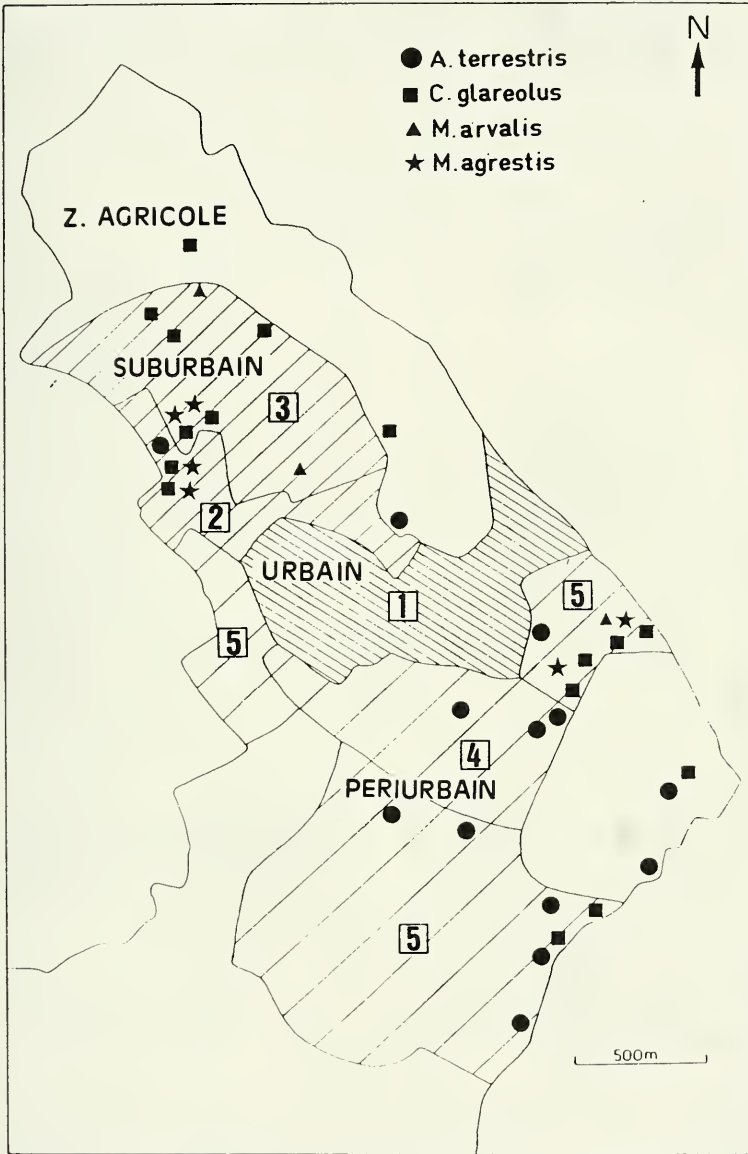 N
A. terrestris
C. glareolus
M. arvalis
M. agrestis
Z. AGRICOLE
SUBURBAIN
3
2
URBAIN
1
5
5
4
PERIURBAIN
5
500m